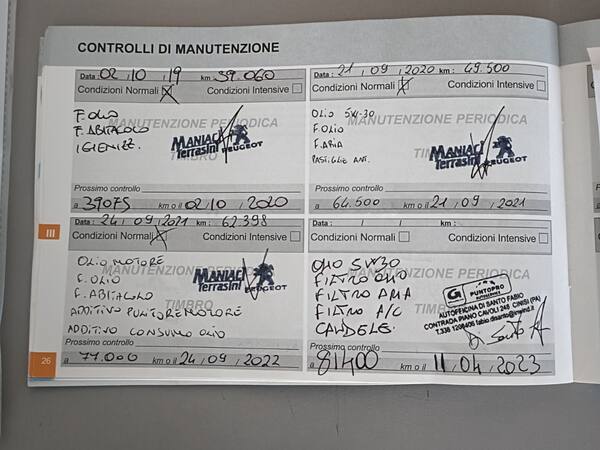 CONTROLLI DI MANUTENZIONE
Data : 02 / 10 / 19 km : 39.060
Condizioni Normali Condizioni Intensive
MANUTENZIONE PERIODICA
TIMBRO
F. OLIO
F. ABITACOLO
IGIENIZZ.
MANIACI
Terrasini
PEUGEOT
Prossimo controllo
a 39075 km o il 02 / 10 / 2020
Data : 21 / 09 / 2020 km : 49.500
Condizioni Normali Condizioni Intensive
MANUTENZIONE PERIODICA
TIMBRO
OLIO 5W-30
F. OLIO
F. ARIA
PASTIGLIE ANT.
MANIACI
Terrasini
PEUGEOT
Prossimo controllo
a 64.500 km o il 21 / 09 / 2021
Data : 24 / 09 / 2021 km : 62.398
Condizioni Normali Condizioni Intensive
MANUTENZIONE PERIODICA
TIMBRO
OLIO MOTORE
F. OLIO
F. ABITACOLO
ADDITIVO PULITORE MOTORE
ADDITIVO CONSUMO OLIO
MANIACI
Terrasini
PEUGEOT
Prossimo controllo
a 77.000 km o il 24 / 09 / 2022
Data : / / km :
Condizioni Normali Condizioni Intensive
MANUTENZIONE PERIODICA
TIMBRO
OLIO 5W30
FILTRO OLIO
FILTRO ARIA
FILTRO A/C
CANDELE
G PUNTOPRO
AUTOFFICINA DI SANTO FABIO
CONTRADA PIANO CAVOLI 245 CINISI (PA)
Prossimo controllo
a 81400 km o il 11 / 04 / 2023
III
26